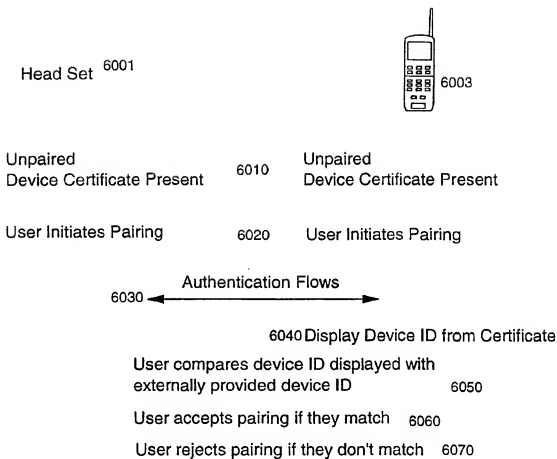 Head Set 6001
6003
Unpaired Unpaired
Device Certificate Present 6010 Device Certificate Present
User Initiates Pairing 6020 User Initiates Pairing
Authentication Flows
6030
6040 Display Device ID from Certificate
User compares device ID displayed with
externally provided device ID 6050
User accepts pairing if they match 6060
User rejects pairing if they don't match 6070